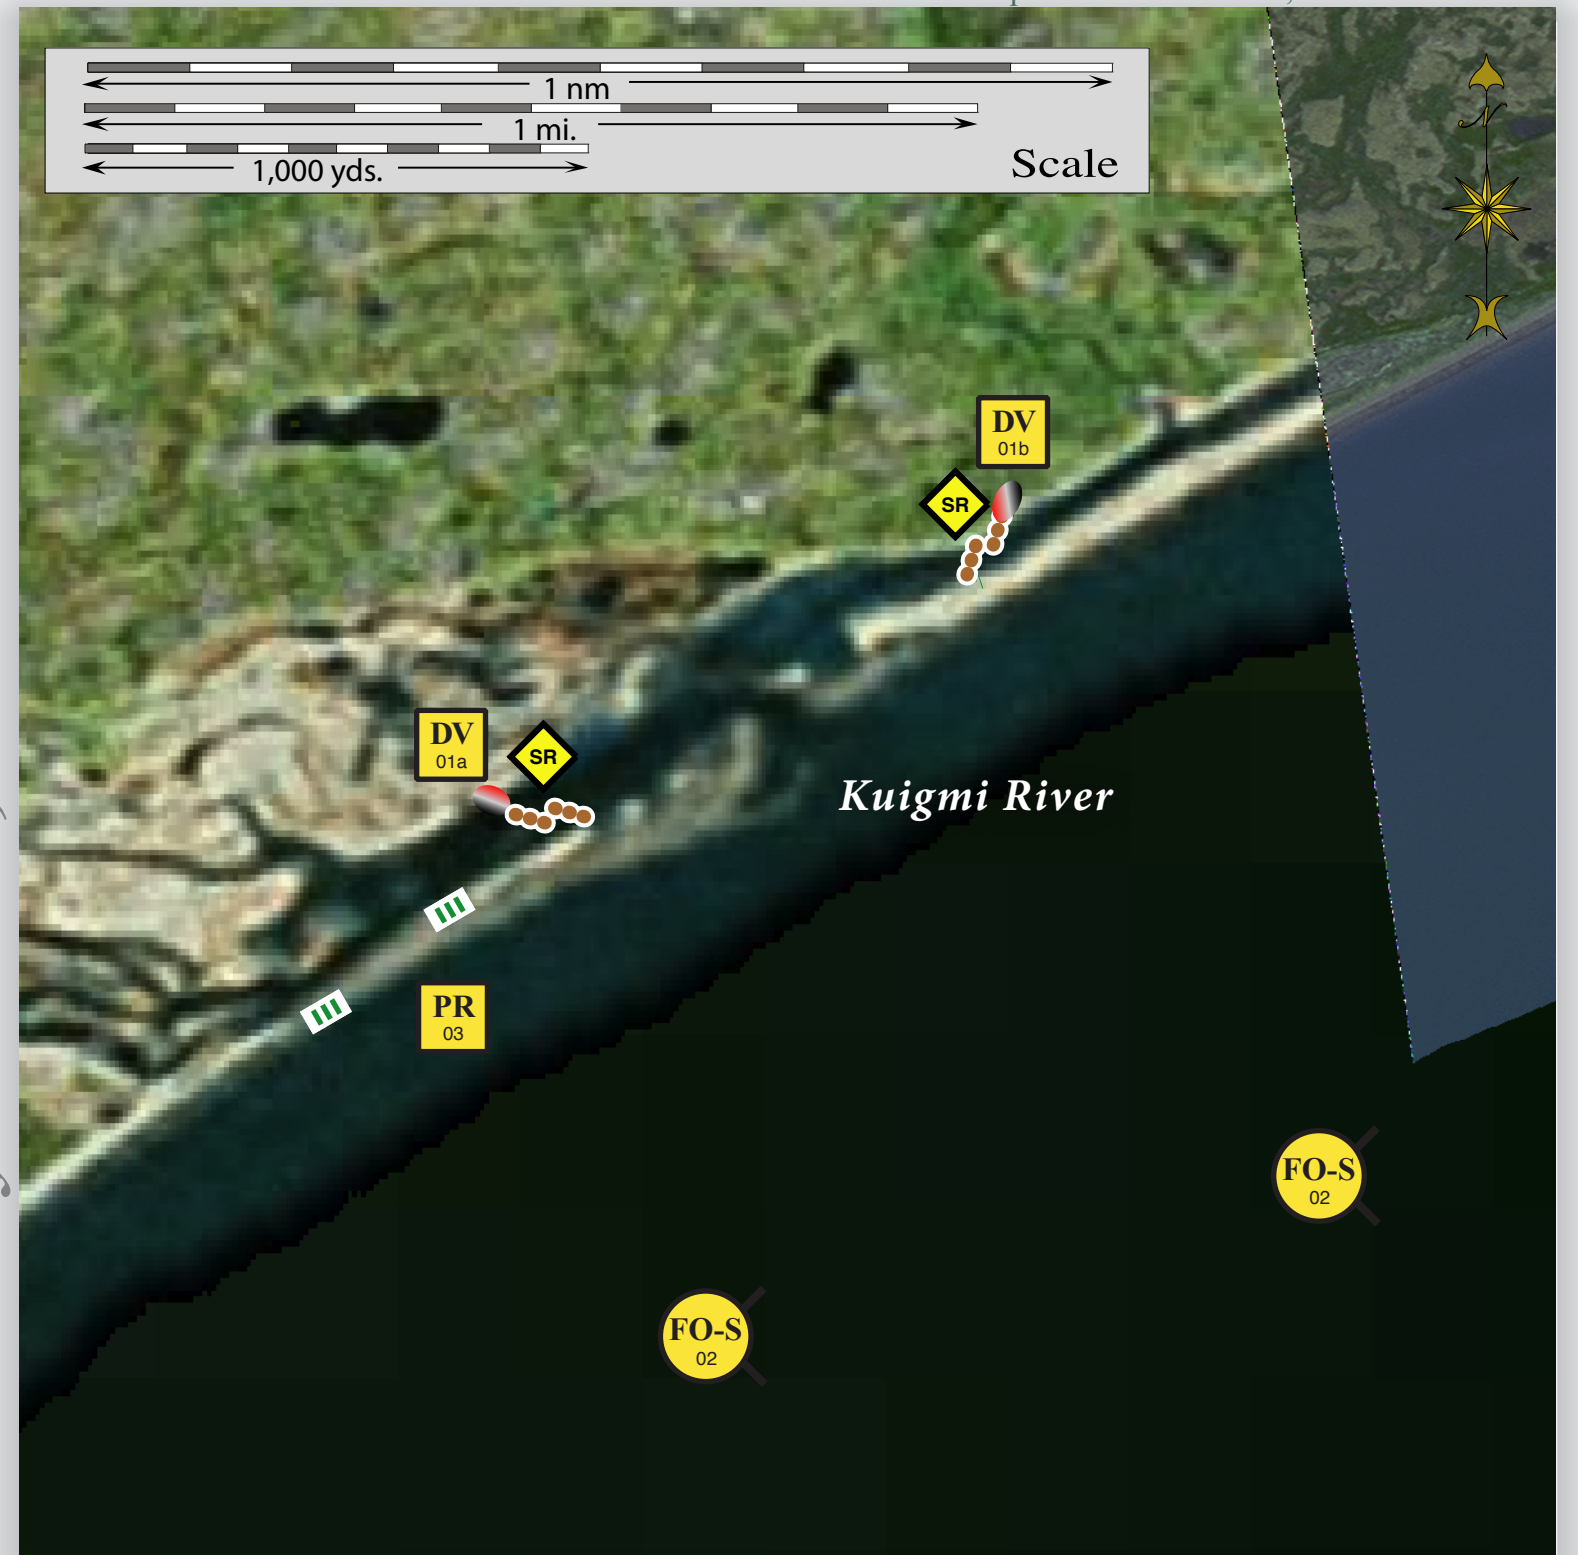 1 nm
1 mi.
1,000 yds.
Scale
N
DV
01b
SR
DV
01a
SR
Kuigmi River
PR
03
FO-S
02
FO-S
02